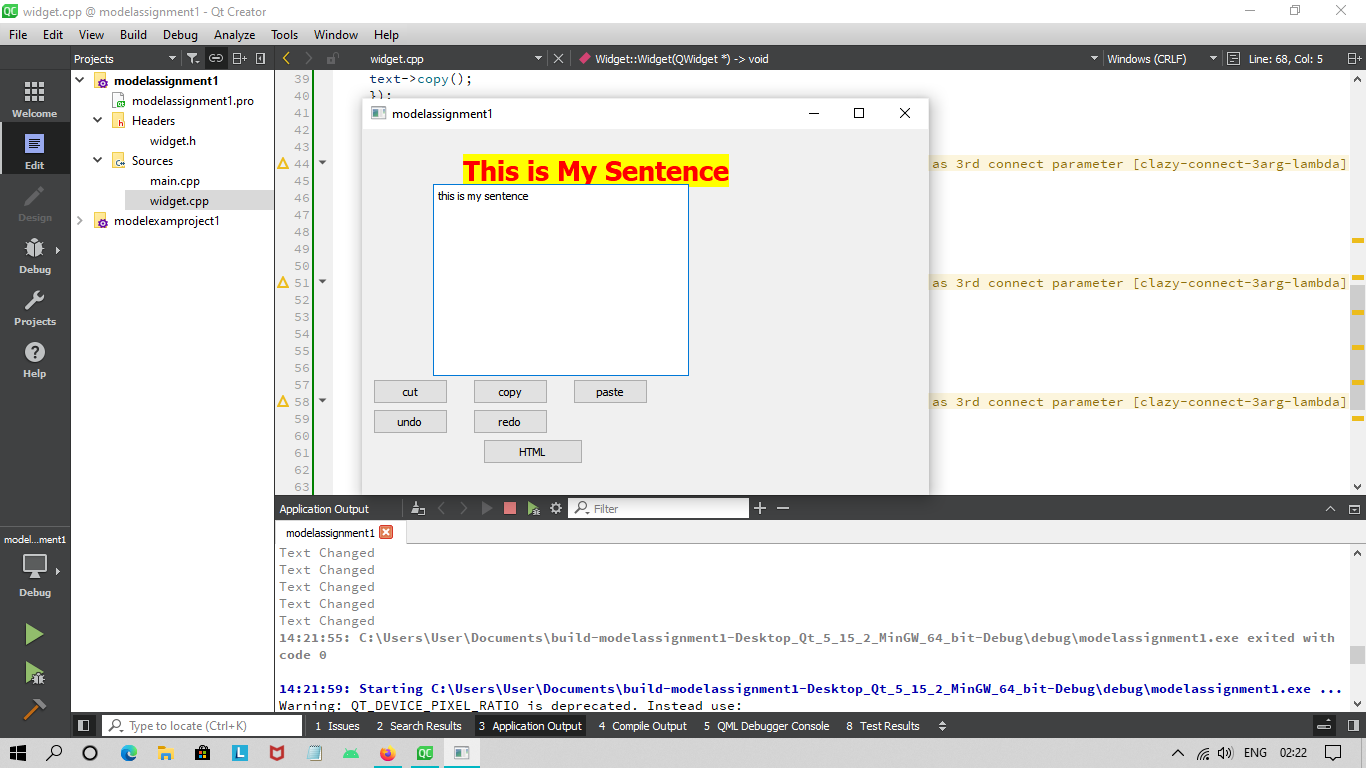 widget.cpp @ modelassignment1 - Qt Creator
File Edit View Build Debug Analyze Tools Window Help
Projects widget.cpp Widget::Widget(QWidget *) -> void Windows (CRLF) Line: 68, Col: 5
Welcome
Edit
Design
Debug
Projects
Help
model...ment1
Debug
modelassignment1
modelassignment1.pro
Headers
widget.h
Sources
main.cpp
widget.cpp
modelexamproject1
39 text->copy();
40 });
41
42
43
44 as 3rd connect parameter [clazy-connect-3arg-lambda]
45
46
47
48
49
50
51 as 3rd connect parameter [clazy-connect-3arg-lambda]
52
53
54
55
56
57
58 as 3rd connect parameter [clazy-connect-3arg-lambda]
59
60
61
62
63
modelassignment1
This is My Sentence
this is my sentence
cut copy paste
undo redo
HTML
Application Output Filter
modelassignment1
Text Changed
Text Changed
Text Changed
Text Changed
Text Changed
14:21:55: C:\Users\User\Documents\build-modelassignment1-Desktop_Qt_5_15_2_MinGW_64_bit-Debug\debug\modelassignment1.exe exited with
code 0
14:21:59: Starting C:\Users\User\Documents\build-modelassignment1-Desktop_Qt_5_15_2_MinGW_64_bit-Debug\debug\modelassignment1.exe ...
Warning: QT_DEVICE_PIXEL_RATIO is deprecated. Instead use:
Type to locate (Ctrl+K) 1 Issues 2 Search Results 3 Application Output 4 Compile Output 5 QML Debugger Console 8 Test Results
ENG 02:22